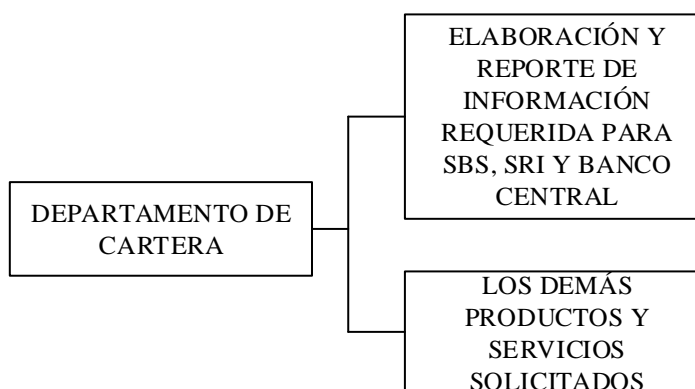 ELABORACIÓN Y
REPORTE DE
INFORMACIÓN
REQUERIDA PARA
SBS, SRI Y BANCO
CENTRAL
DEPARTAMENTO DE
CARTERA
LOS DEMÁS
PRODUCTOS Y
SERVICIOS
SOLICITADOS